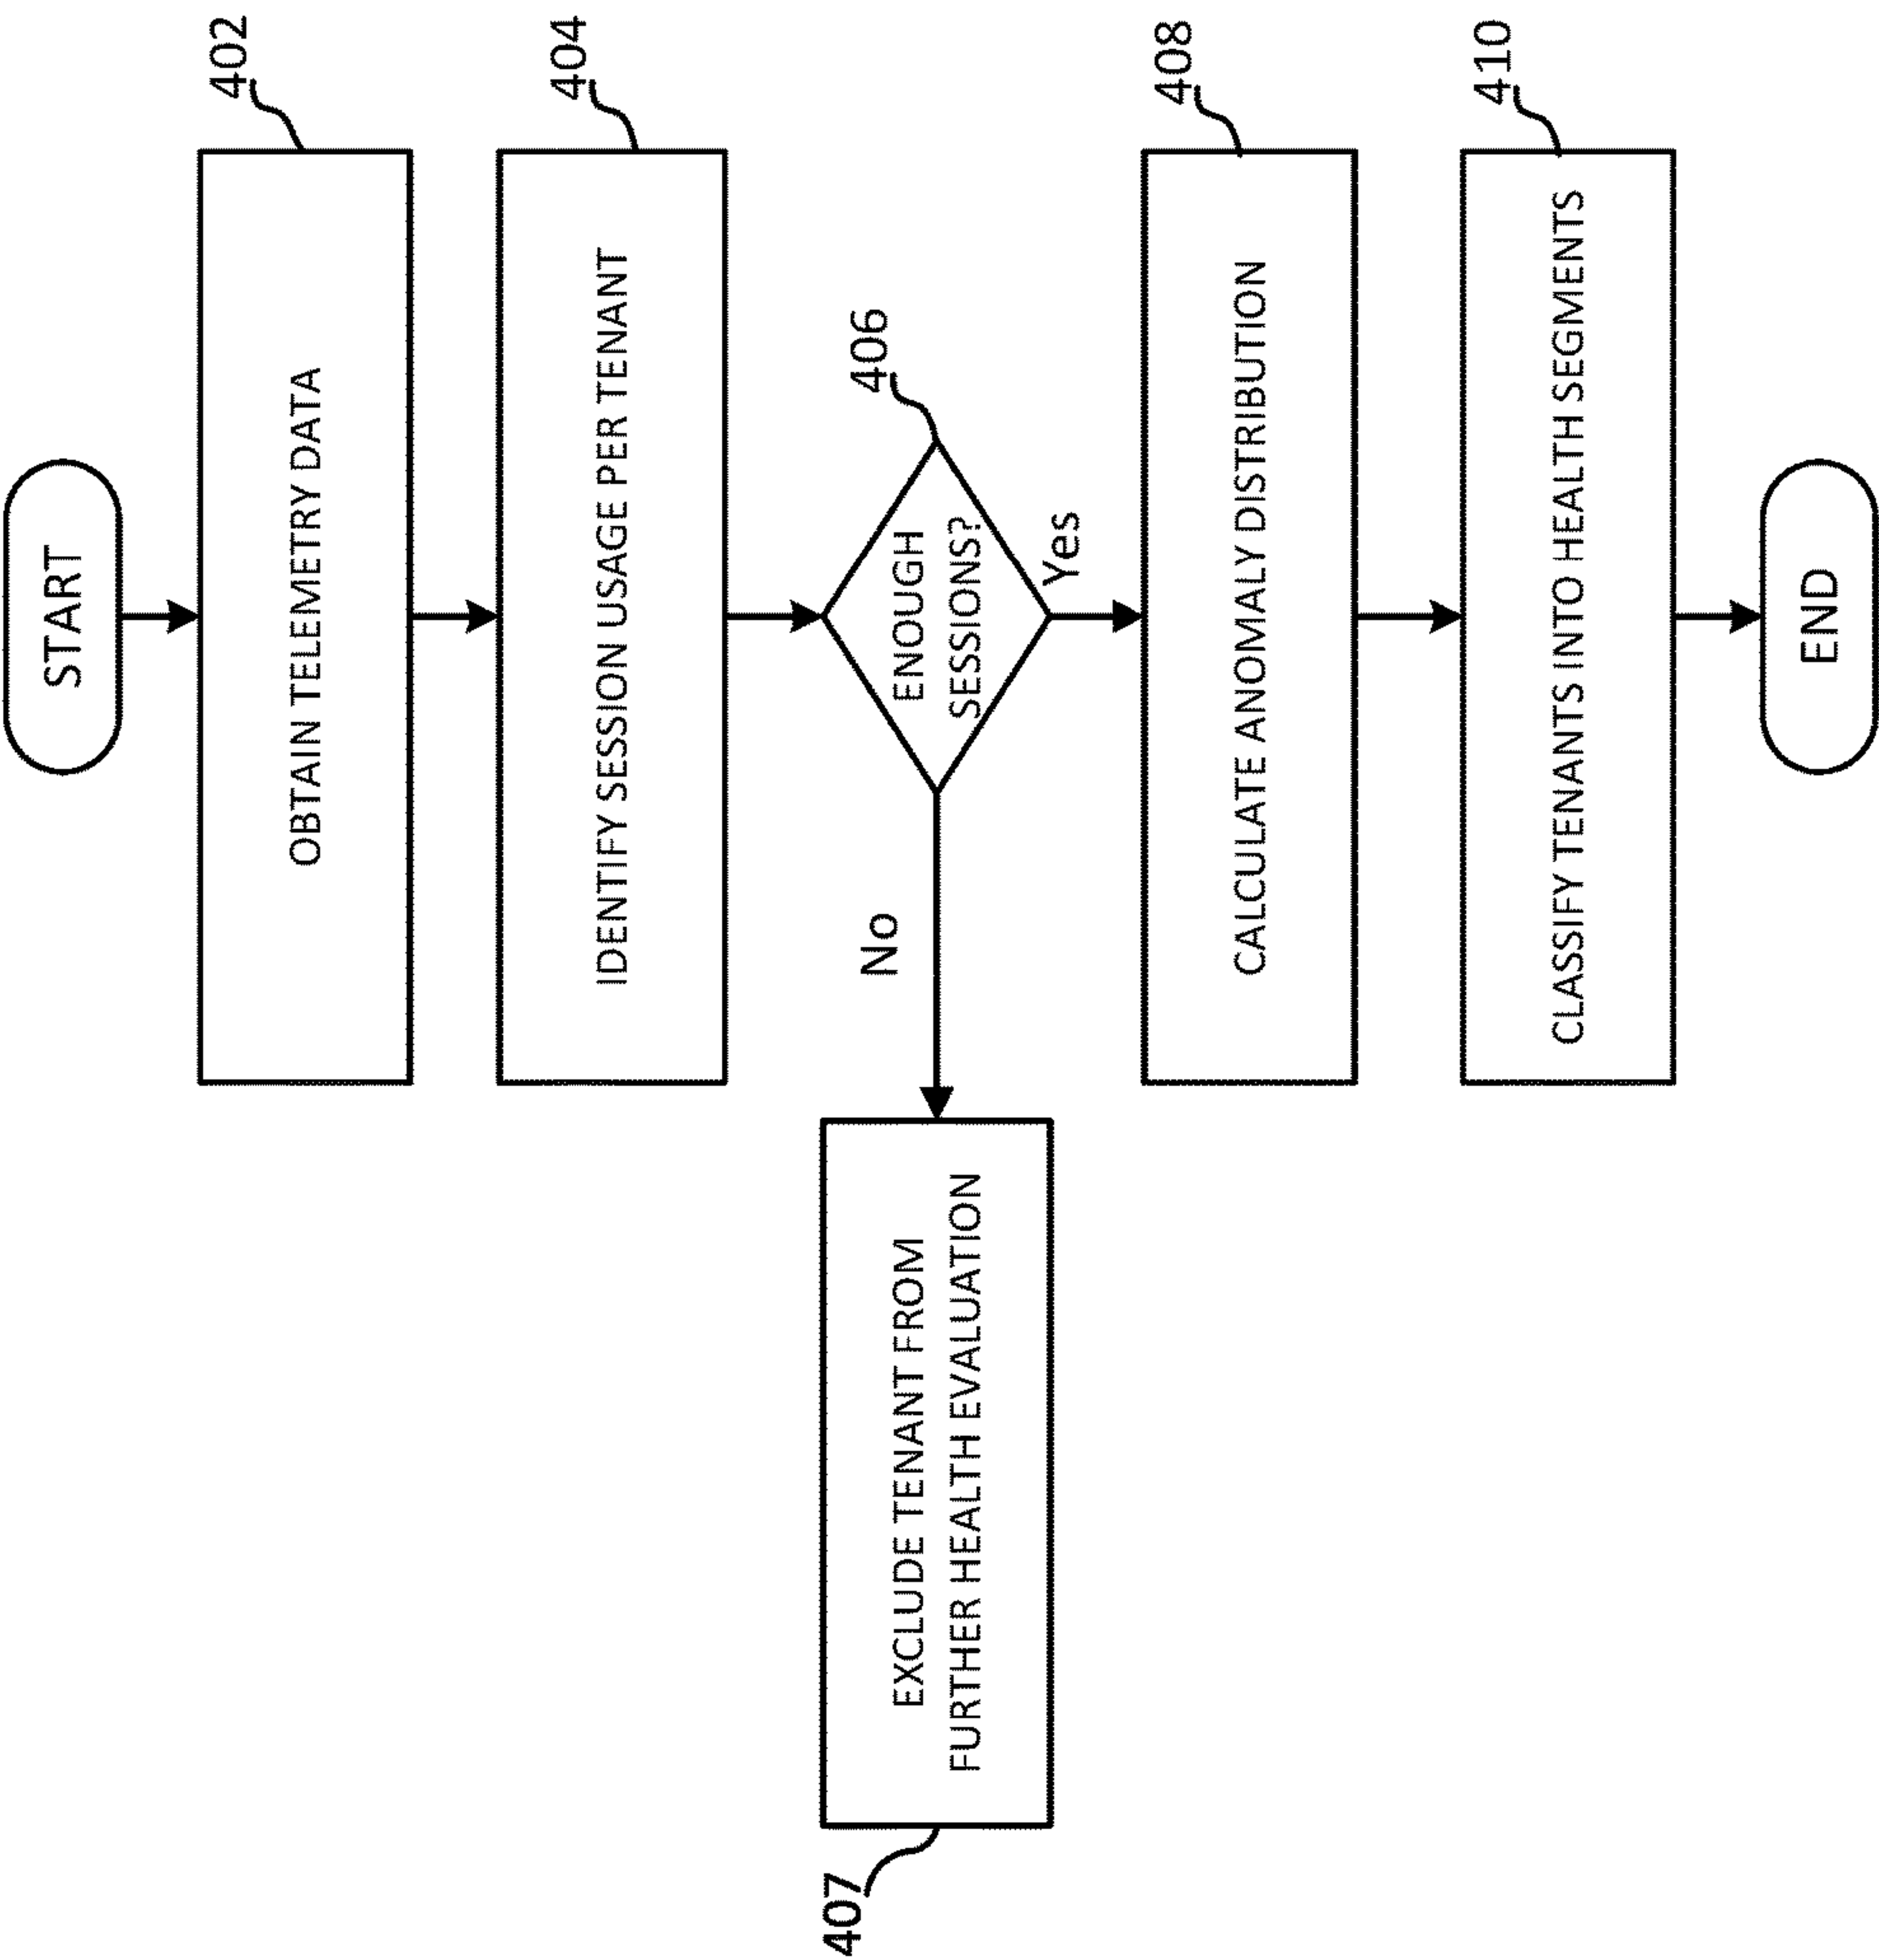 START
402
OBTAIN TELEMETRY DATA
404
IDENTIFY SESSION USAGE PER TENANT
406
ENOUGH
SESSIONS?
No
Yes
407
EXCLUDE TENANT FROM
FURTHER HEALTH EVALUATION
408
CALCULATE ANOMALY DISTRIBUTION
410
CLASSIFY TENANTS INTO HEALTH SEGMENTS
END